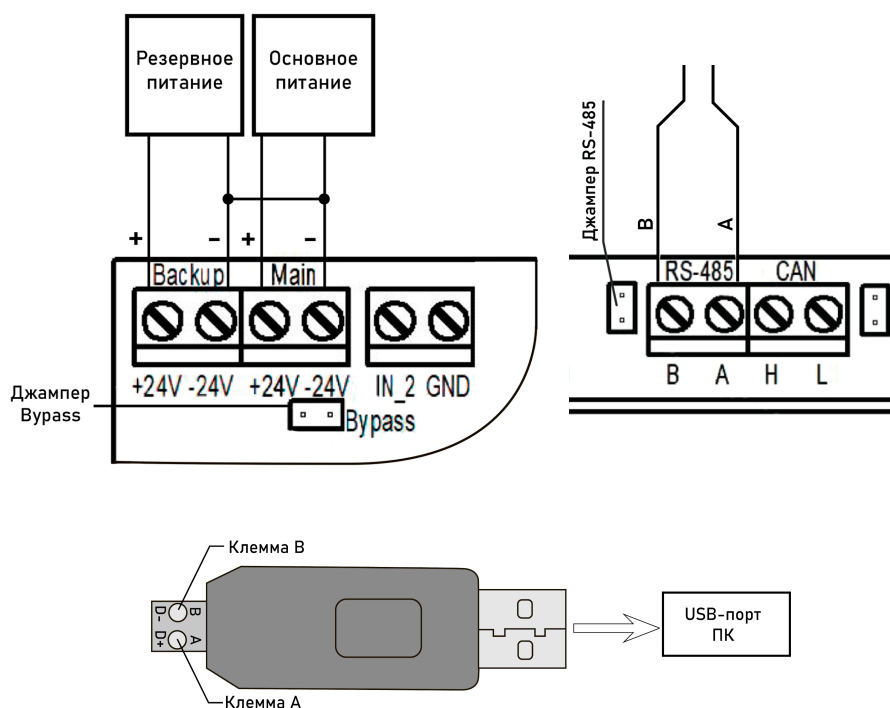 Резервное
питание
Основное
питание
+ – + –
Backup Main
+24V -24V +24V -24V IN_2 GND
Джампер
Bypass
Bypass
Джампер RS-485
B A
RS-485 CAN
B A H L
Клемма B
D- B
D+ A
Клемма A
USB-порт
ПК